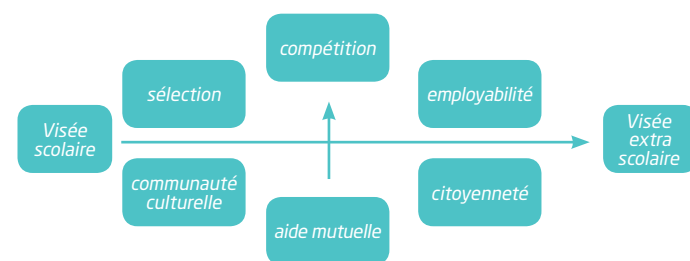 compétition
sélection
employabilité
Visée
scolaire
Visée
extra
scolaire
communauté
culturelle
citoyenneté
aide mutuelle